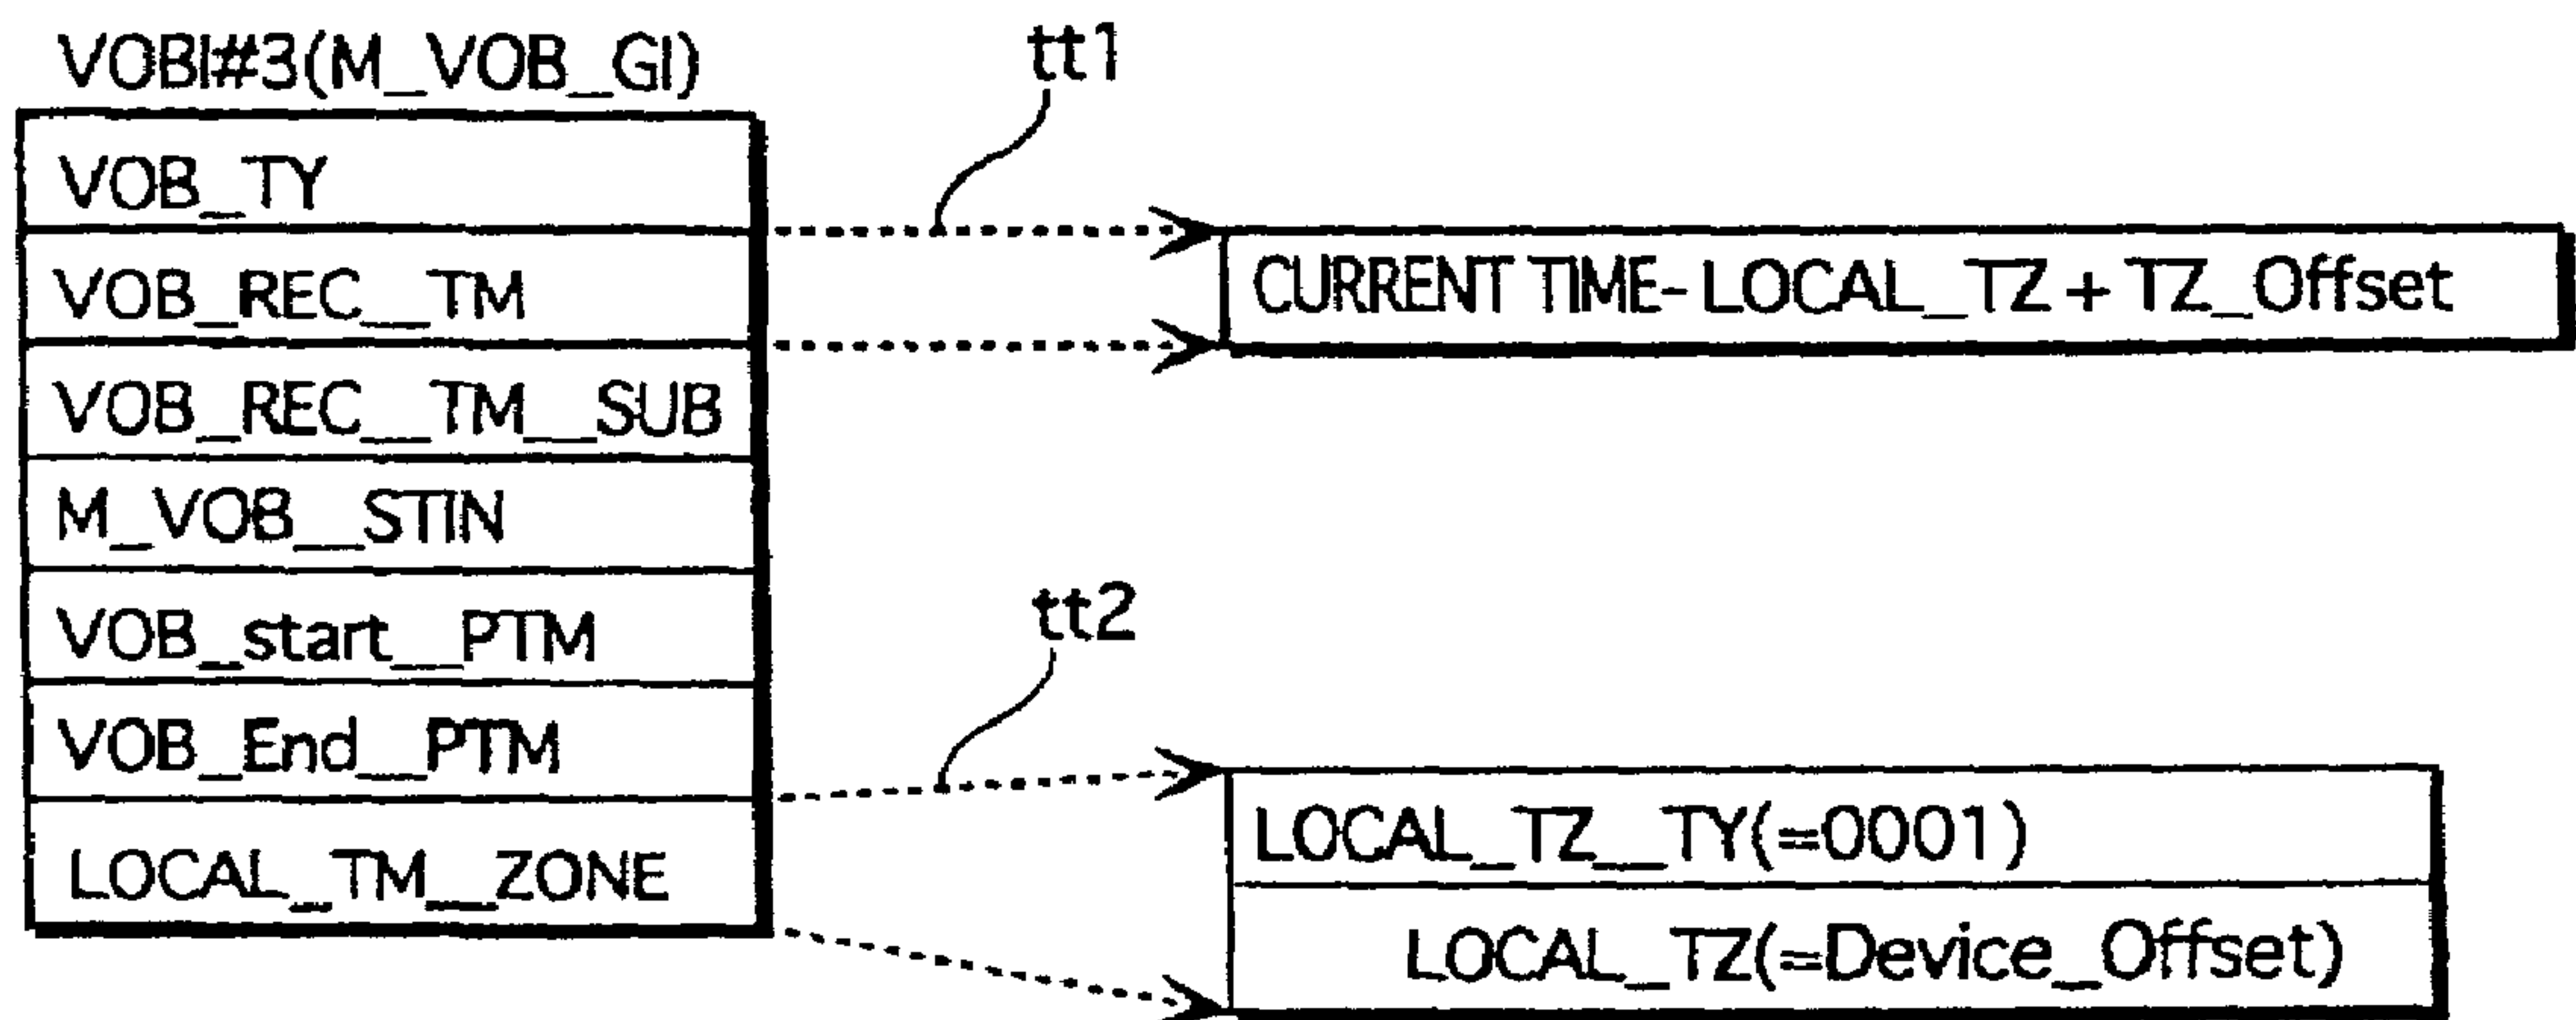 VOBI#3(M_VOB_GI)
tt1
VOB_TY
VOB_REC_TM
CURRENT TIME- LOCAL_TZ + TZ_Offset
VOB_REC_TM_SUB
M_VOB_STIN
VOB_start_PTM
tt2
VOB_End_PTM
LOCAL_TM_ZONE
LOCAL_TZ_TY(=0001)
LOCAL_TZ(=Device_Offset)